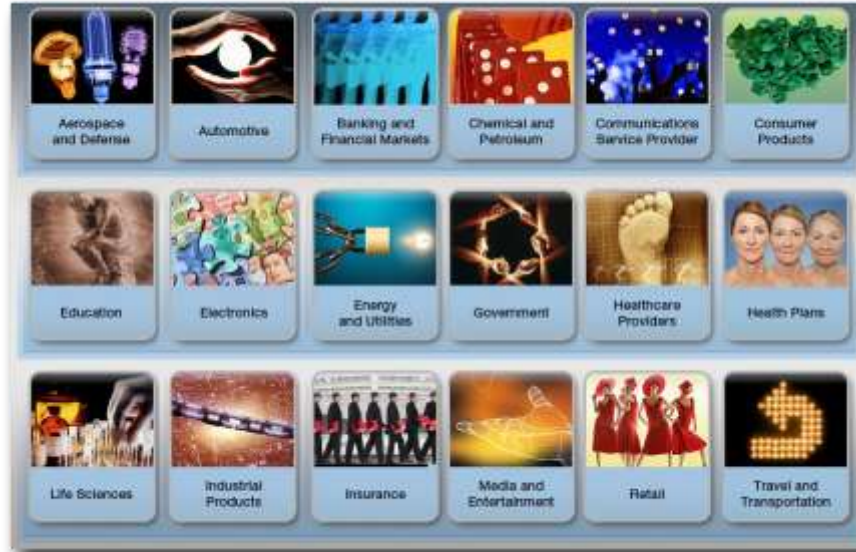 Aerospace
and Defense
Automotive
Banking and
Financial Markets
Chemical and
Petroleum
Communications
Service Provider
Consumer
Products
Education
Electronics
Energy
and Utilities
Government
Healthcare
Providers
Health Plans
Life Sciences
Industrial
Products
Insurance
Media and
Entertainment
Retail
Travel and
Transportation